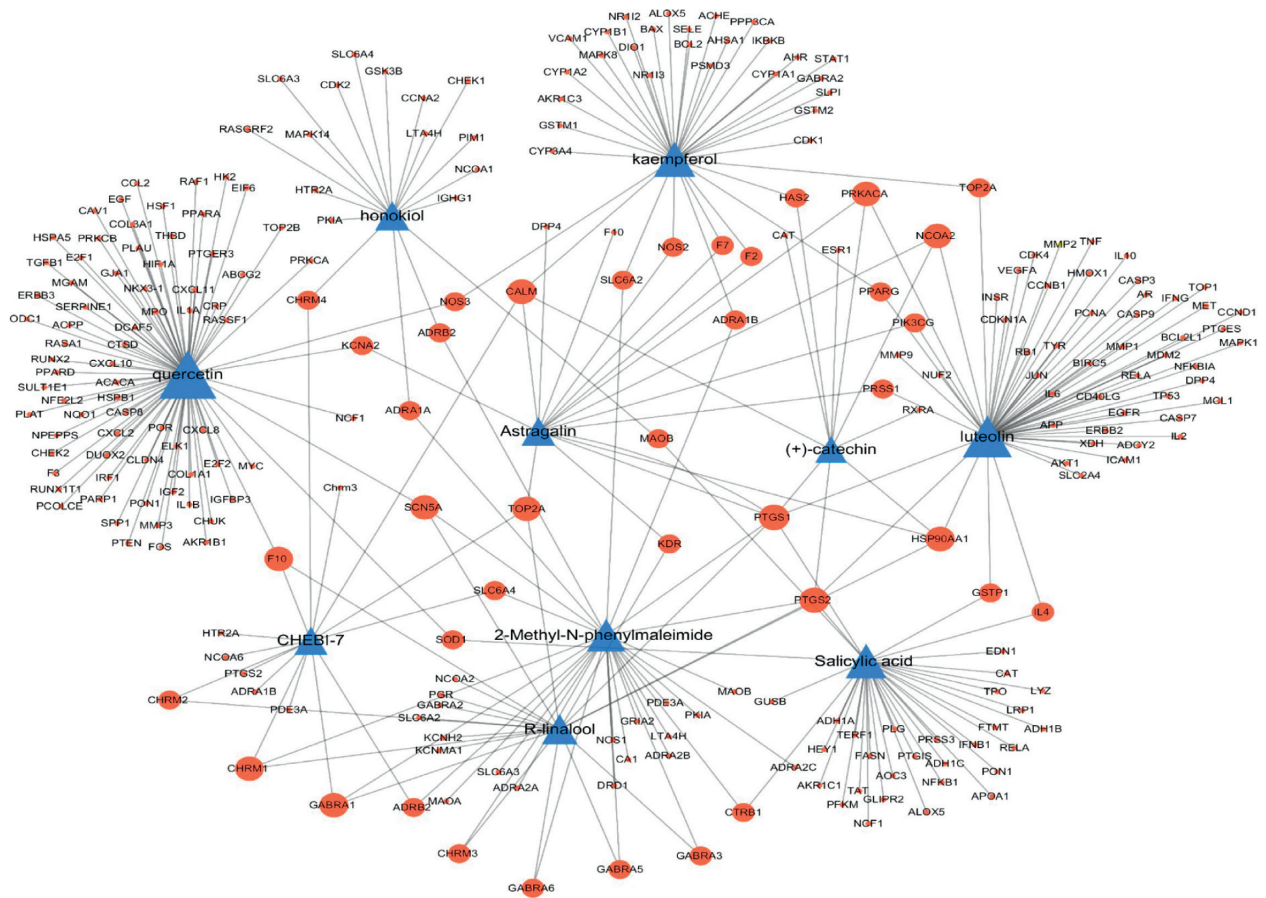 NR1I2
ALOX5
ACHE
CYP1B1
BAX
SELE
PPP3CA
VCAM1
DIO1
BCL2
AHSA1
IKBKB
MAPK8
PSMD3
AHR
STAT1
CYP1A2
NR1I3
CYP1A1
GABRA2
SLPI
AKR1C3
GSTM2
GSTM1
CDK1
CYP3A4
kaempferol
SLC6A4
SLC6A3
GSK3B
CDK2
CHEK1
CCNA2
RASGRF2
MAPK14
LTA4H
PIM1
NCOA1
HTR2A
IGHG1
PKIA
honokiol
CCL2
RAF1
HK2
EGF
HSF1
EIF6
CAV1
PPARA
COL3A1
TOP2B
HSPA5
PRKCB
THBD
PTGER3
PLAU
E2F1
HIF1A
PRKCA
TGFB1
GJA1
ABCG2
MGAM
NKX3-1
CXCL11
ERBB3
SERPINE1
MPO
IL1A
CRP
CHRM4
ODC1
ACPP
DCAF5
RASSF1
RASA1
CTSD
RUNX2
CXCL10
PPARD
quercetin
SULT1E1
ACACA
NFE2L2
HSPB1
PLAT
NQO1
CASP8
NCF1
NPEPPS
CXCL2
POR
CXCL8
CHEK2
DUOX2
ELK1
F3
CLDN4
E2F2
MYC
RUNX1T1
IRF1
COL1A1
PCOLCE
PARP1
IGF2
IGFBP3
PON1
IL1B
SPP1
MMP3
CHUK
PTEN
FOS
AKR1B1
DPP4
F10
NOS2
F7
F2
HAS2
PRKACA
TOP2A
CAT
ESR1
NCOA2
SLC6A2
CALM
NOS3
ADRB2
ADRA1B
PPARG
PIK3CG
KCNA2
MMP9
NUF2
PRSS1
RXRA
ADRA1A
Astragalin
MAOB
(+)-catechin
MMP2
TNF
CDK4
IL10
VEGFA
HMOX1
CCNB1
CASP3
TOP1
INSR
AR
IFNG
MET
CDKN1A
PCNA
CASP9
CCND1
TYR
MMP1
BCL2L1
PTGES
RB1
MDM2
MAPK1
BIRC5
NFKBIA
JUN
RELA
DPP4
IL6
CD40LG
TP53
MCL1
EGFR
CASP7
APP
ERBB2
luteolin
XDH
ADCY2
IL2
AKT1
ICAM1
SLC2A4
Chrm3
SCN5A
TOP2A
PTGS1
KDR
HSP90AA1
F10
SLC6A4
PTGS2
GSTP1
IL4
SOD1
CHEBI-7
2-Methyl-N-phenylmaleimide
Salicylic acid
HTR2A
NCOA6
PTGS2
ADRA1B
CHRM2
PDE3A
NCOA2
PGR
GABRA2
SLC6A2
R-linalool
KCNH2
KCNMA1
CHRM1
SLC6A3
ADRA2A
GABRA1
ADRB2
MAOA
CHRM3
GABRA6
GABRA5
GABRA3
DRD1
MAOB
PDE3A
PKIA
GRIA2
NOS1
LTA4H
CA1
ADRA2B
ADRA2C
CTRB1
GUSB
EDN1
CAT
TPO
LYZ
LRP1
ADH1A
PLG
FTMT
ADH1B
TERF1
PRSS3
HEY1
IFNB1
RELA
FASN
PTGIS
ADH1C
AOC3
NFKB1
PON1
AKR1C1
TAT
GLIPR2
APOA1
PFKM
NCF1
ALOX5